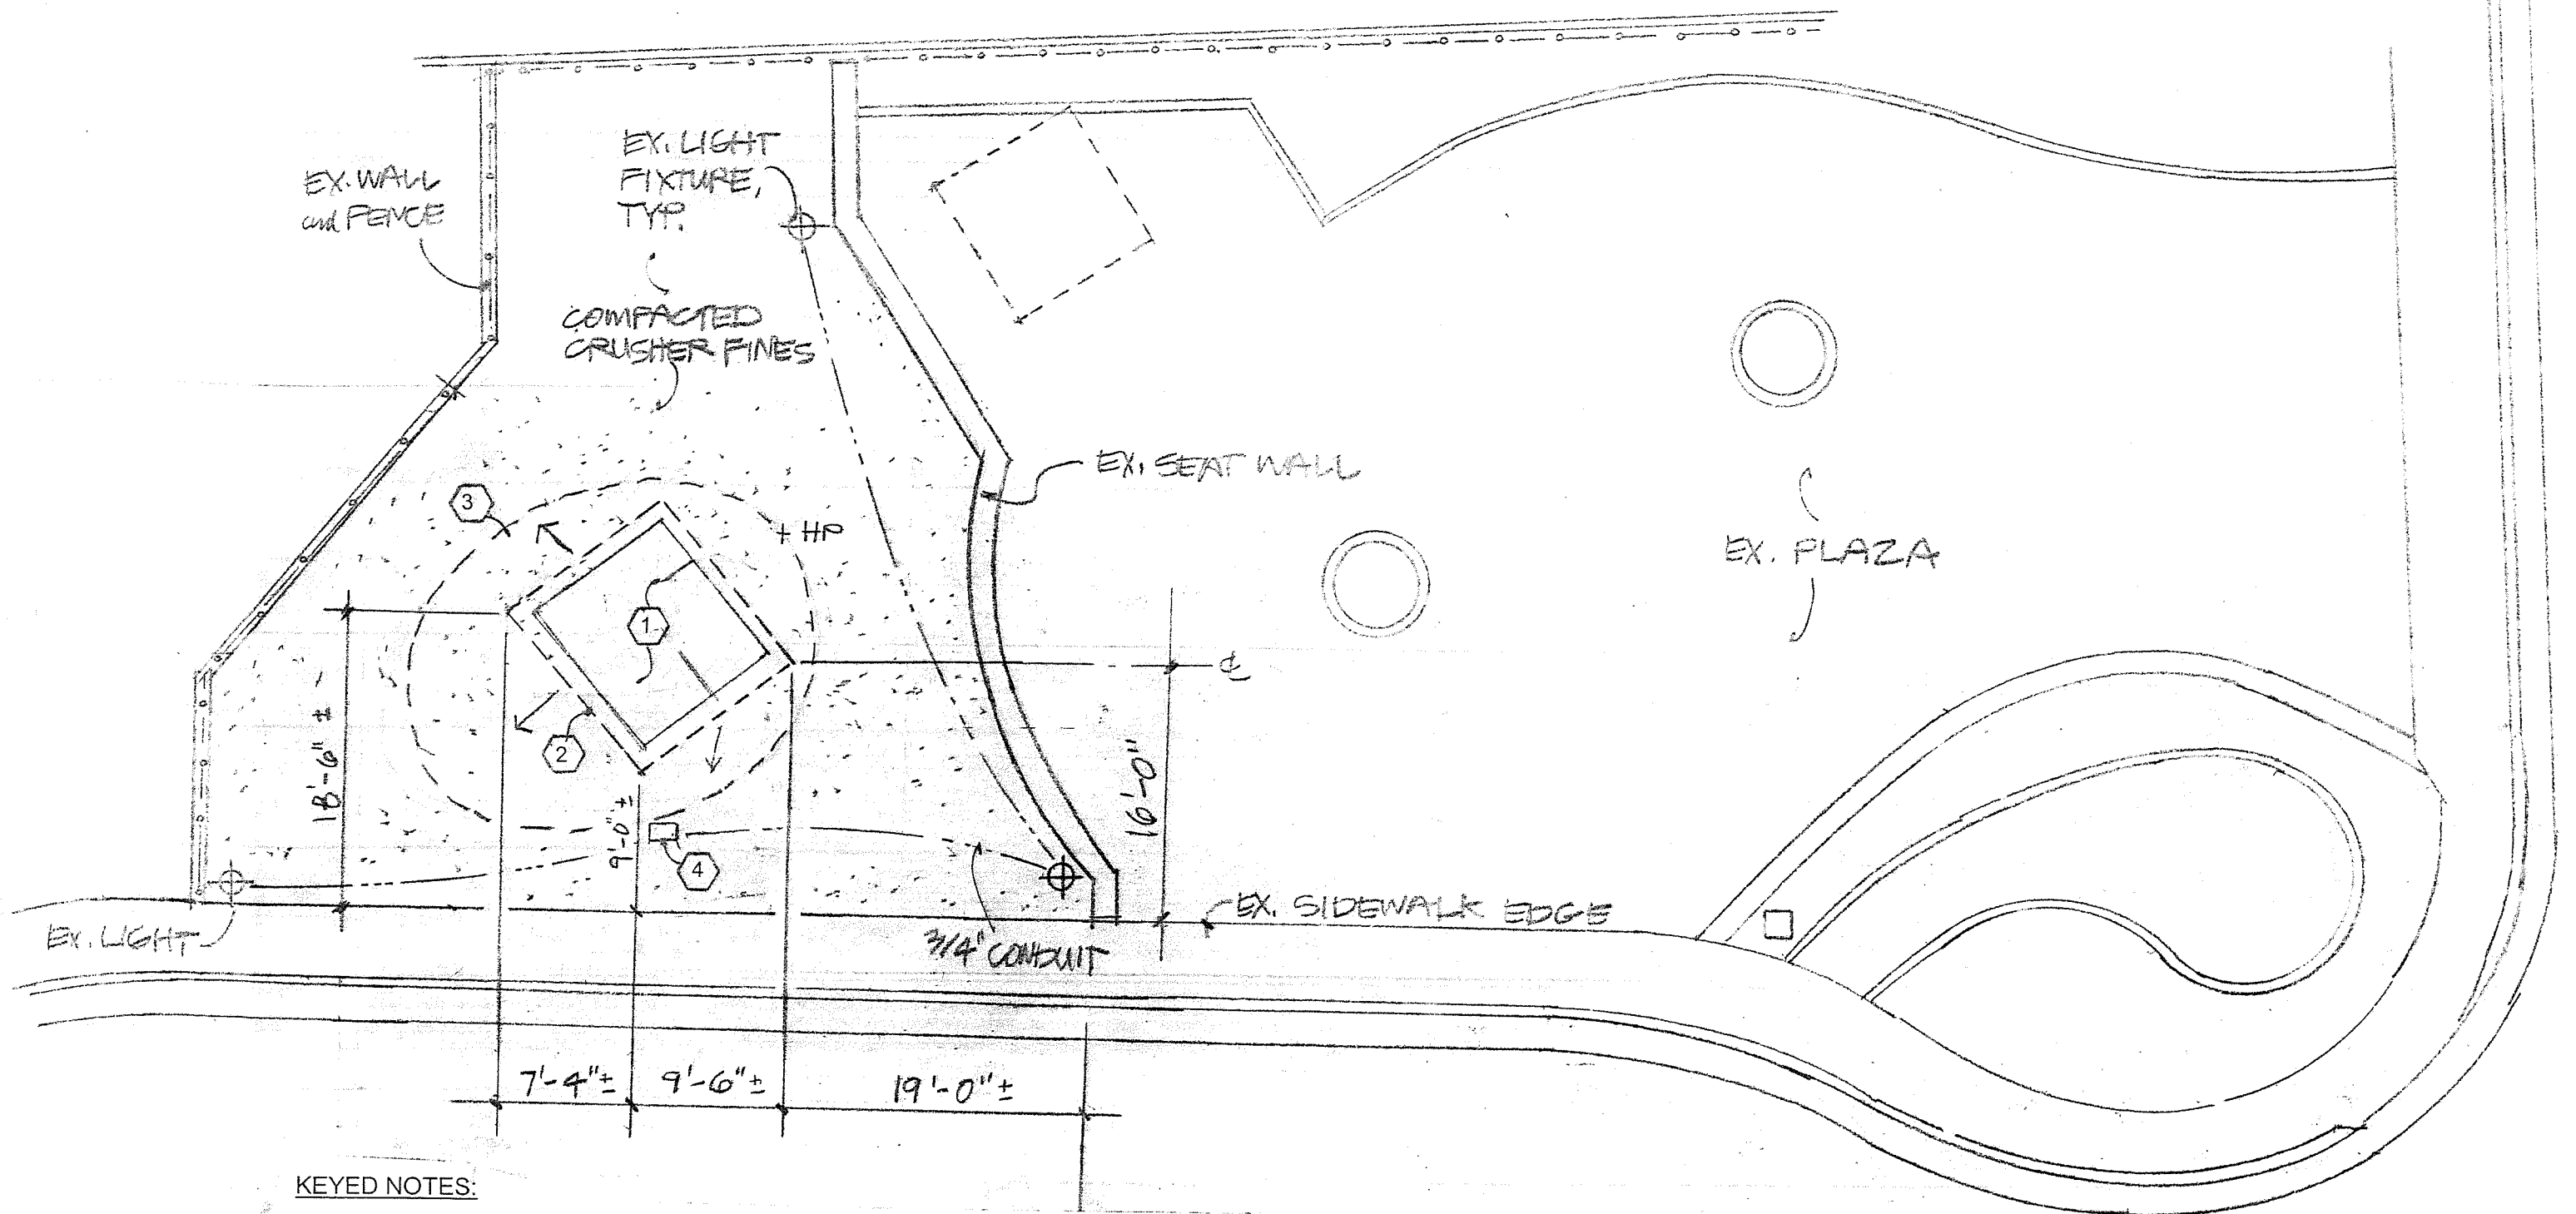 EX. LIGHT
FIXTURE,
TYP.
EX. WALL
and FENCE
COMPACTED
CRUSHER FINES
EX. SEAT WALL
3
+ HP
1
EX. PLAZA
℄
18'-6" ±
2
16'-0"
9'-0" ±
4
EX. SIDEWALK EDGE
EX. LIGHT
3/4" CONDUIT
7'-4"±
9'-6"±
19'-0"±
KEYED NOTES: